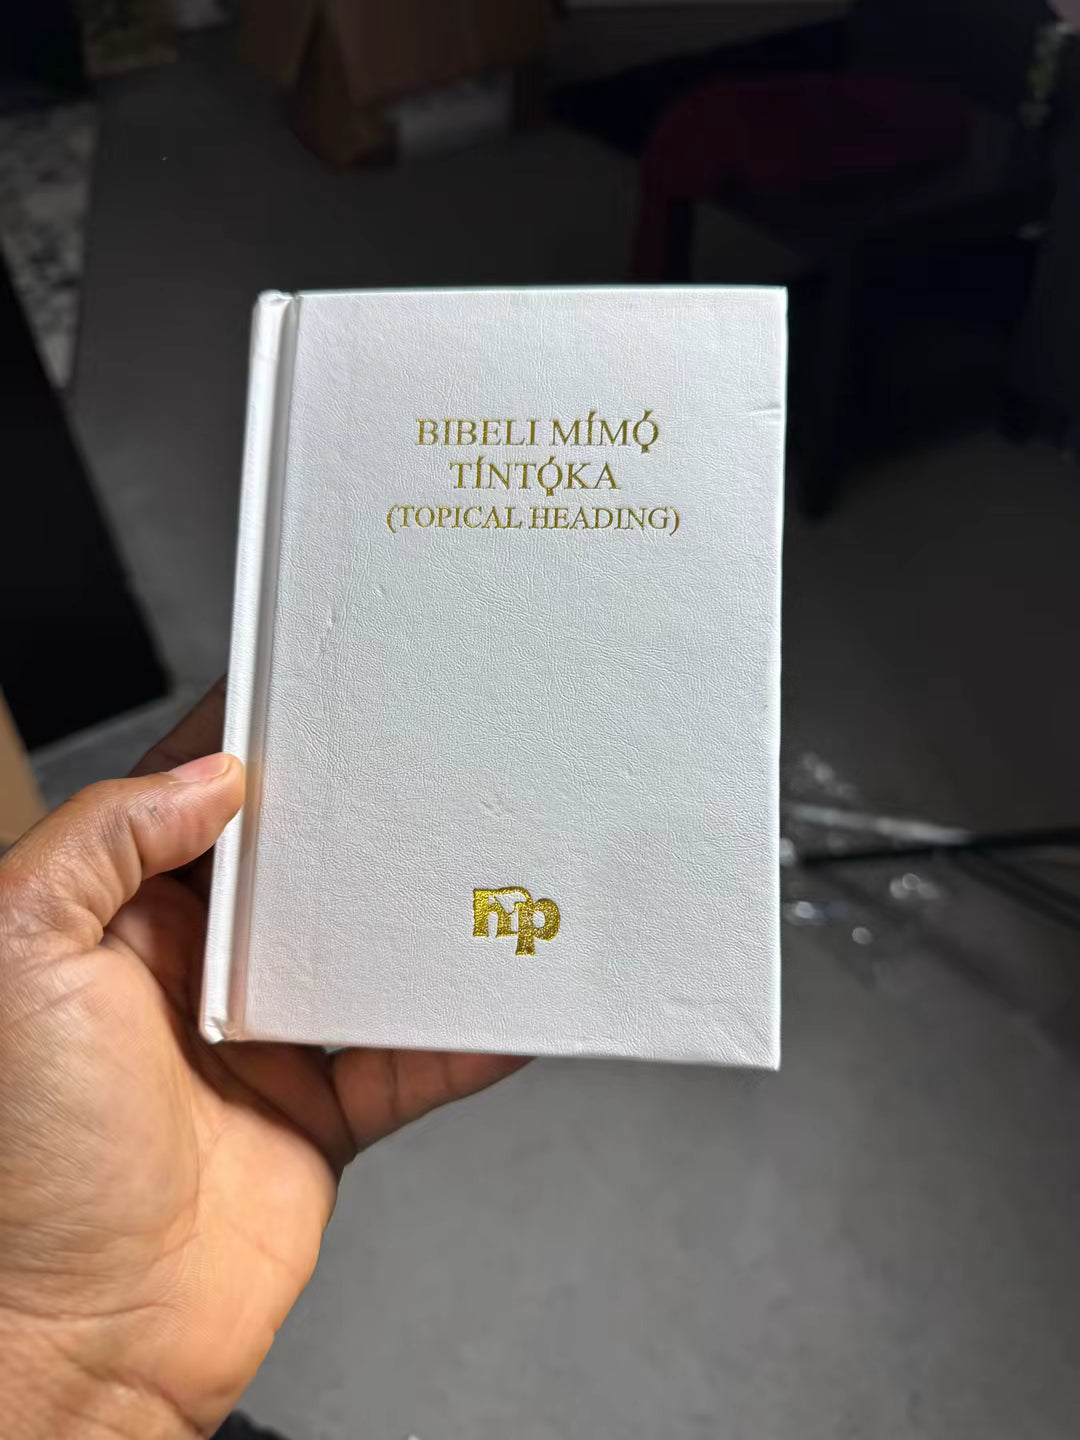 BIBELI MÍMỌ́
TÍNTỌ́KA
(TOPICAL HEADING)